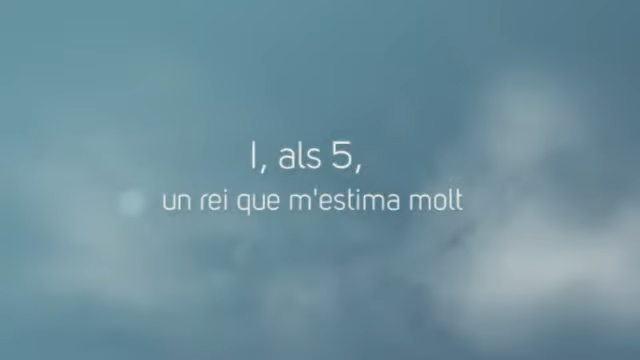 I, als 5,
un rei que m'estima molt